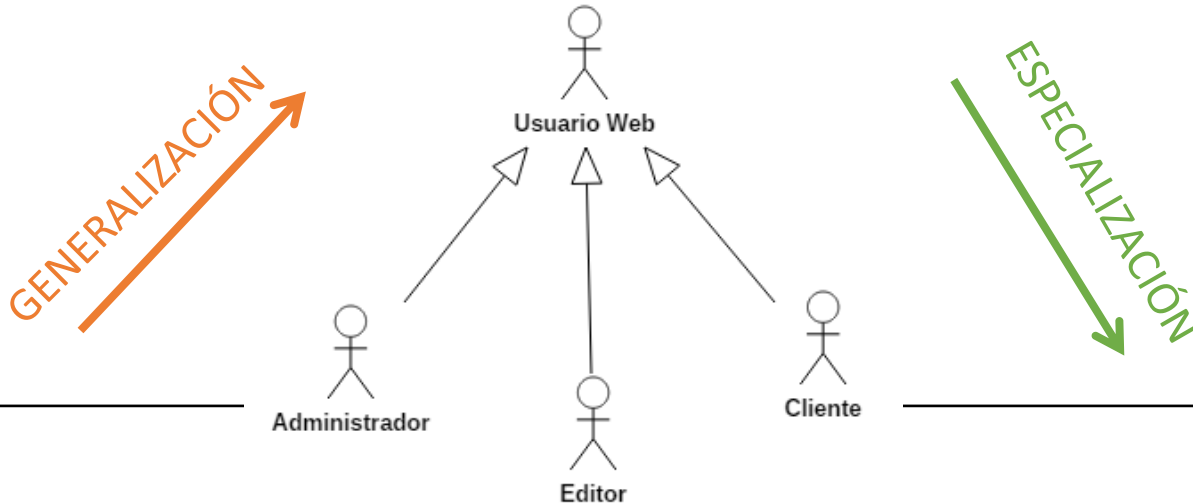 Usuario Web
GENERALIZACIÓN
ESPECIALIZACIÓN
Administrador
Cliente
Editor